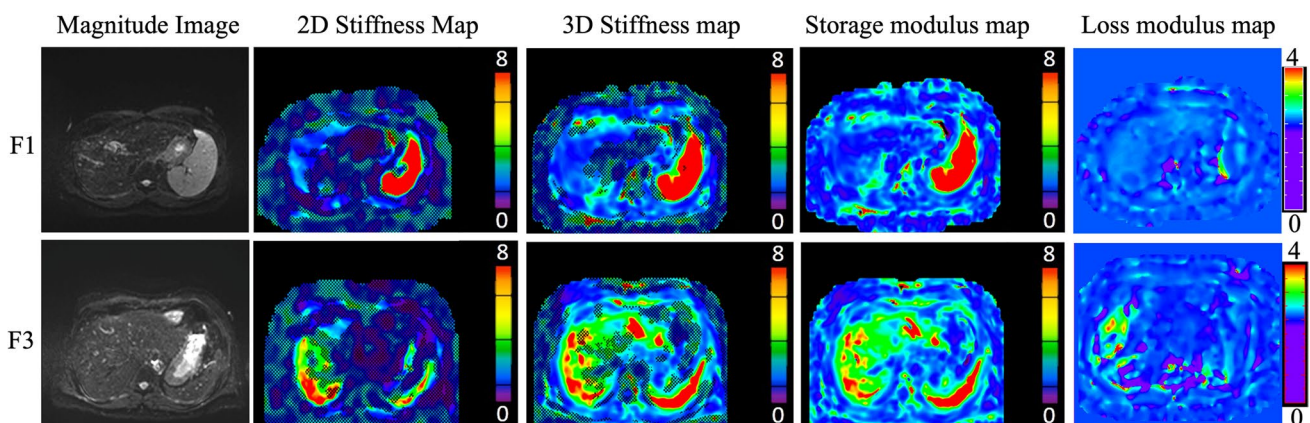 Magnitude Image 2D Stiffness Map 3D Stiffness map Storage modulus map Loss modulus map
F1 8 8 8 4
0 0 0 0
F3 8 8 8 4
0 0 0 0